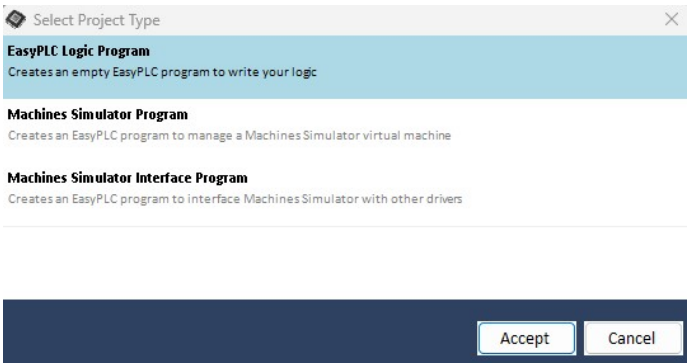 Select Project Type
EasyPLC Logic Program
Creates an empty EasyPLC program to write your logic
Machines Simulator Program
Creates an EasyPLC program to manage a Machines Simulator virtual machine
Machines Simulator Interface Program
Creates an EasyPLC program to interface Machines Simulator with other drivers
Accept
Cancel